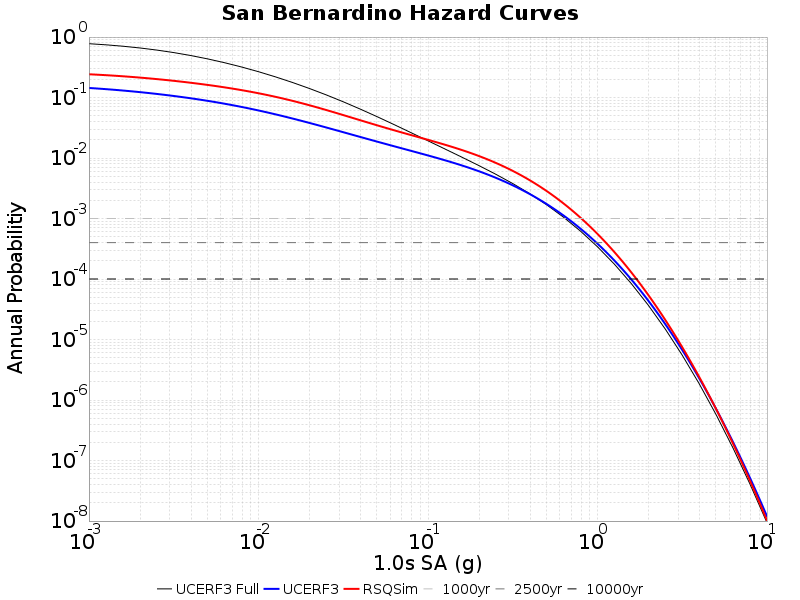 San Bernardino Hazard Curves
10^0
10^-1
10^-2
10^-3
10^-4
10^-5
10^-6
10^-7
10^-8
Annual Probabilitiy
10^-3 10^-2 10^-1 10^0 10^1
1.0s SA (g)
UCERF3 Full UCERF3 RSQSim 1000yr 2500yr 10000yr